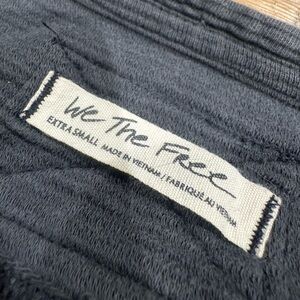 We The Free
EXTRA SMALL MADE IN VIETNAM / FABRIQUÉ AU VIETNAM